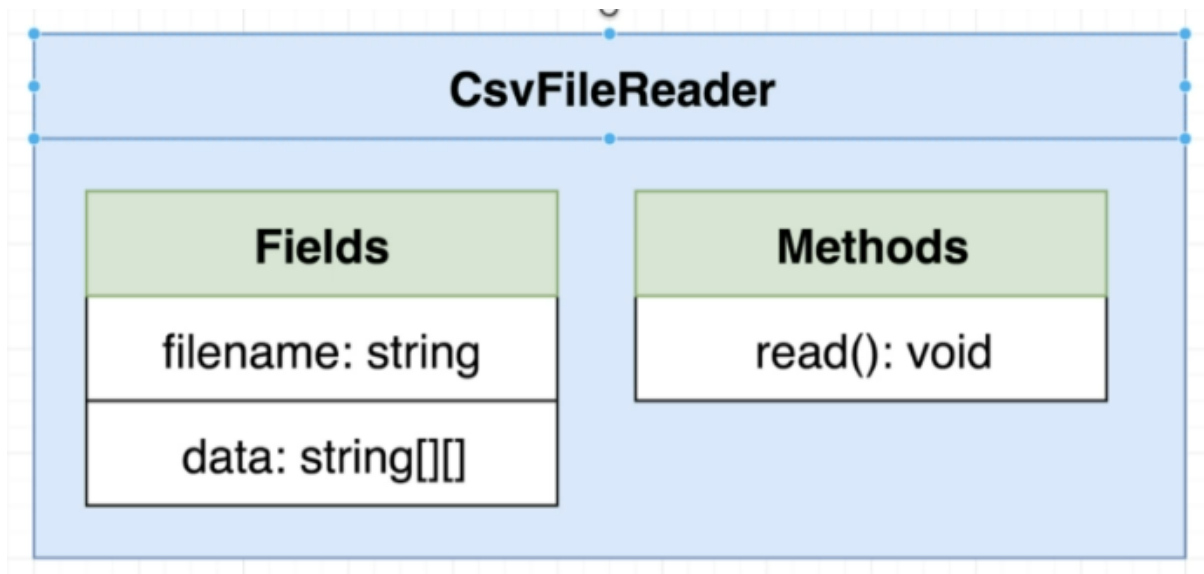 CsvFileReader
Fields
filename: string
data: string[][]
Methods
read(): void